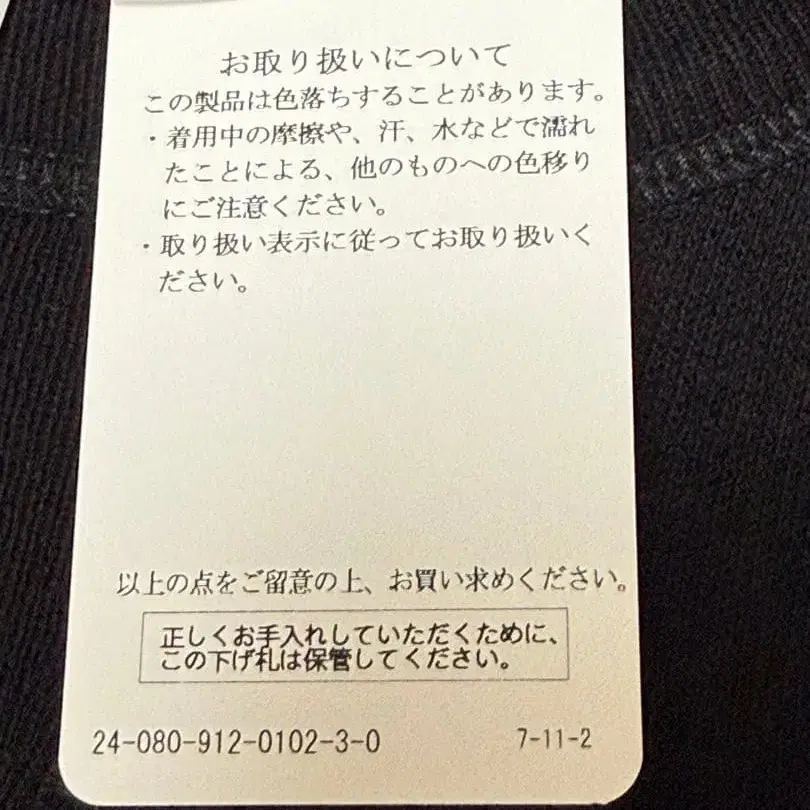 お取り扱いについて
この製品は色落ちすることがあります。
・着用中の摩擦や、汗、水などで濡れ
たことによる、他のものへの色移り
にご注意ください。
・取り扱い表示に従ってお取り扱いく
ださい。
以上の点をご留意の上、お買い求めください。
正しくお手入れしていただくために、
この下げ札は保管してください。
24-080-912-0102-3-0 7-11-2